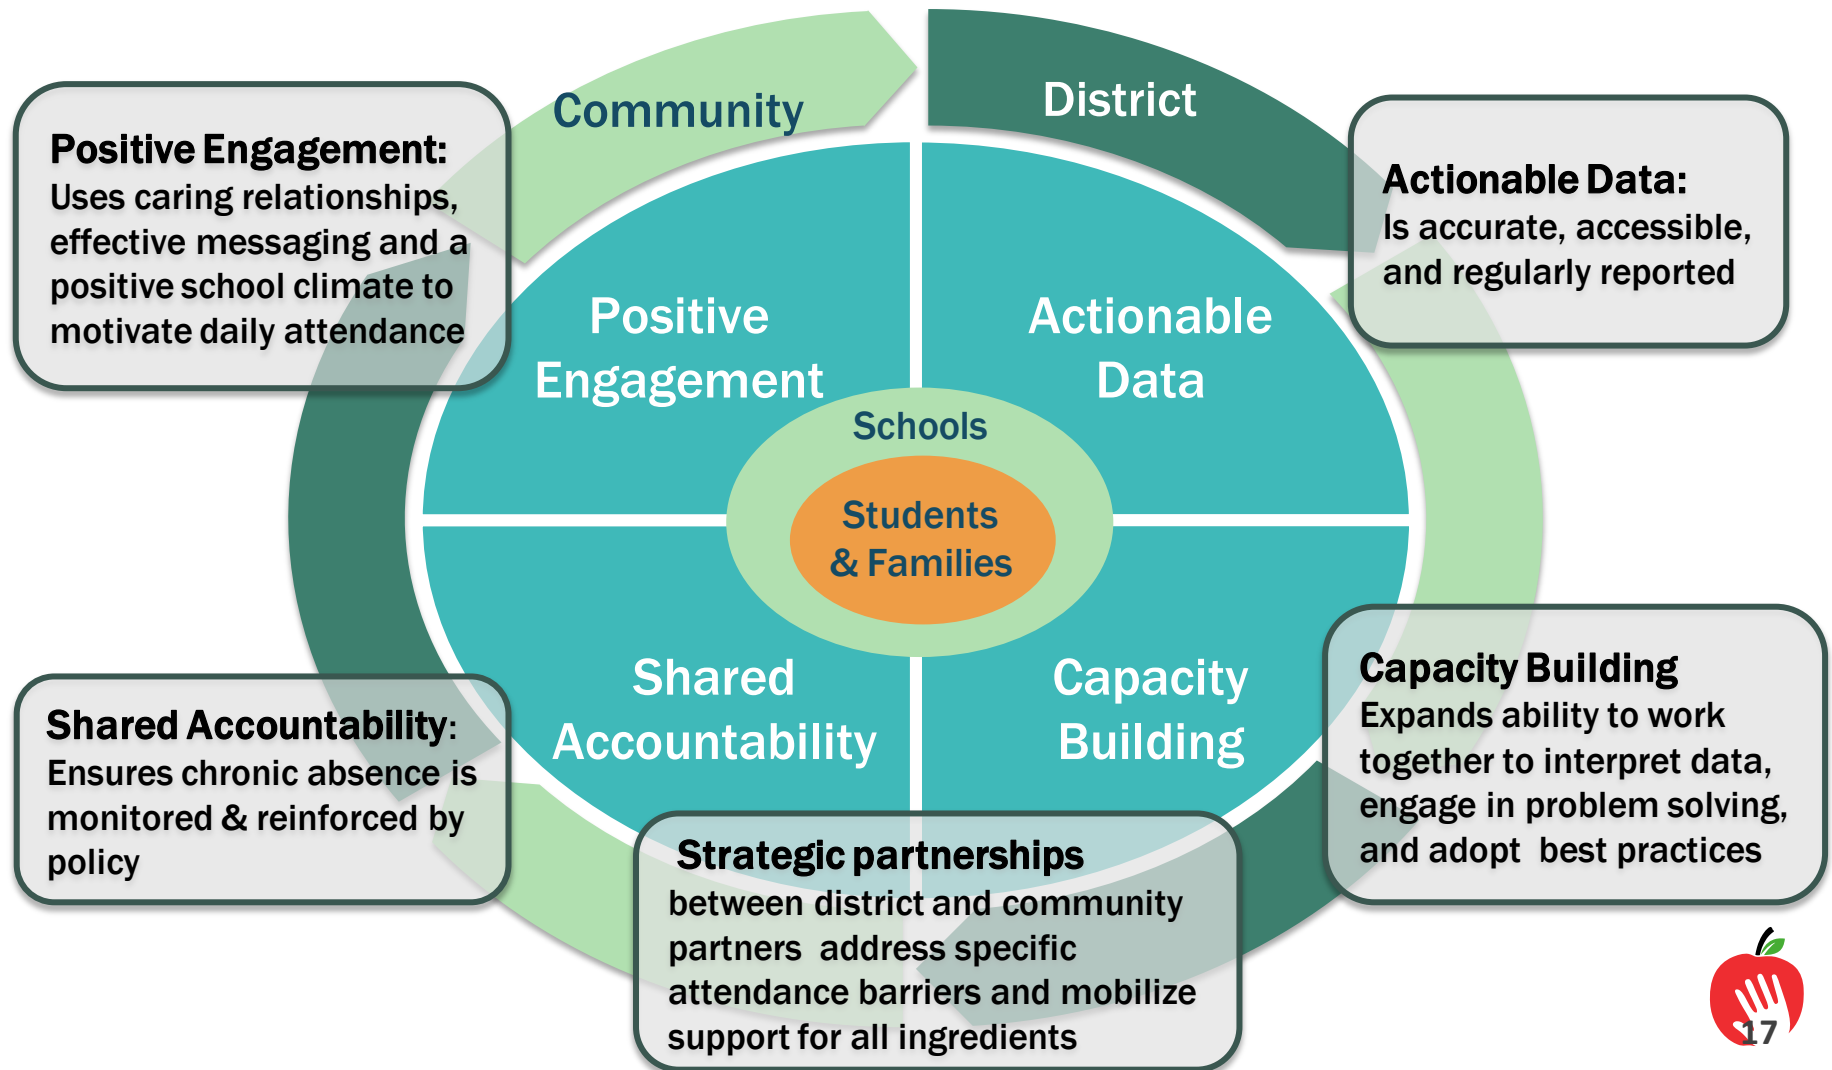 Community
District
Positive Engagement:
Uses caring relationships,
effective messaging and a
positive school climate to
motivate daily attendance
Actionable Data:
Is accurate, accessible,
and regularly reported
Positive
Engagement
Actionable
Data
Schools
Students
& Families
Shared
Accountability
Capacity
Building
Shared Accountability:
Ensures chronic absence is
monitored & reinforced by
policy
Capacity Building
Expands ability to work
together to interpret data,
engage in problem solving,
and adopt  best practices
Strategic partnerships
between district and community
partners  address specific
attendance barriers and mobilize
support for all ingredients
17